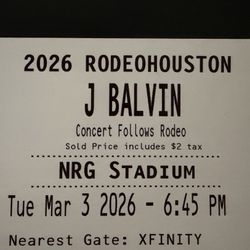 2026 RODEOHOUSTON
J BALVIN
Concert Follows Rodeo
Sold Price includes $2 tax
NRG STADIUM
Tue Mar 3 2026 - 6:45 PM
Nearest Gate: XFINITY